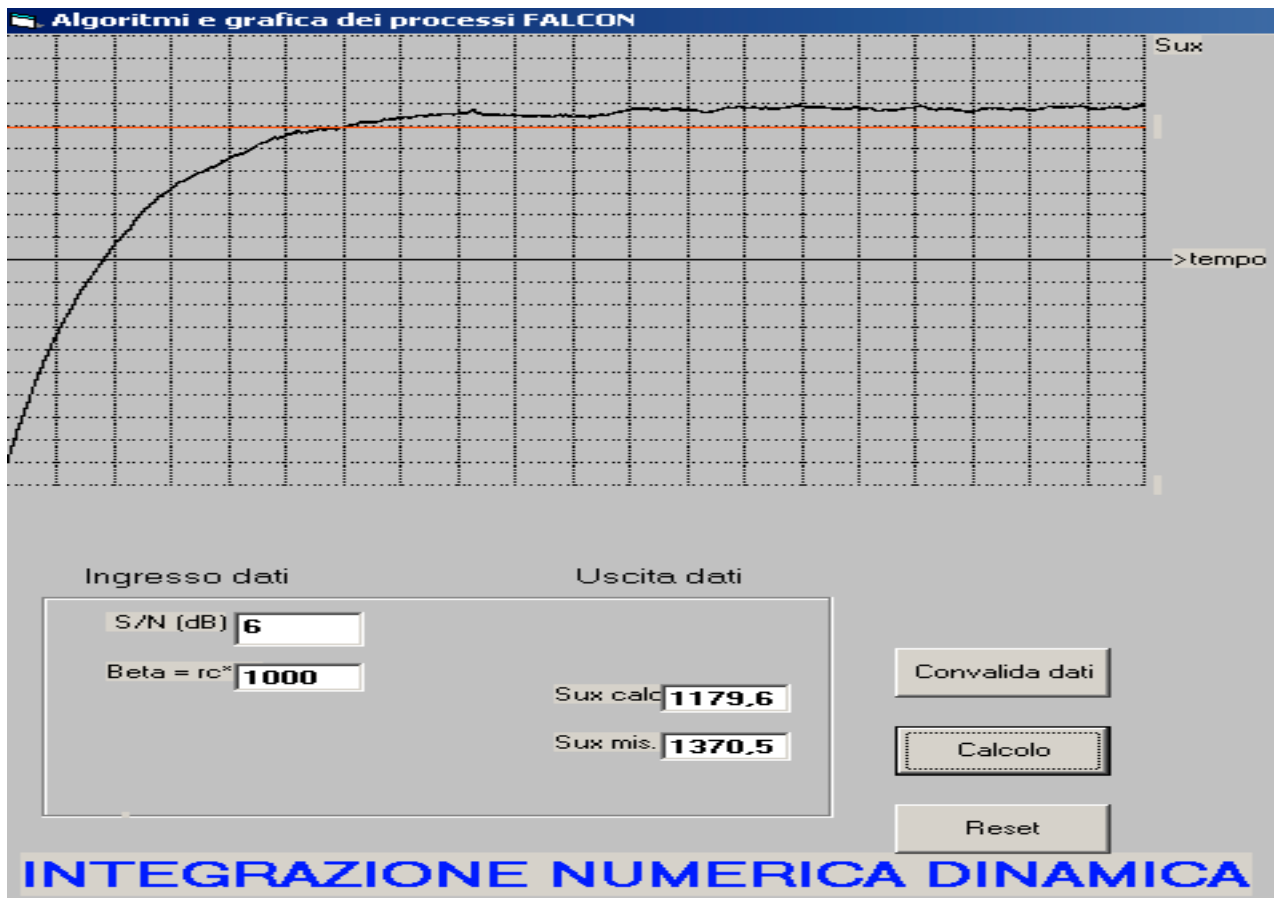 Algoritmi e grafica dei processi FALCON
Sux
>tempo
Ingresso dati
Uscita dati
S/N (dB) 6
Beta = rc* 1000
Sux calc 1179,6
Sux mis. 1370,5
Convalida dati
Calcolo
Reset
INTEGRAZIONE NUMERICA DINAMICA